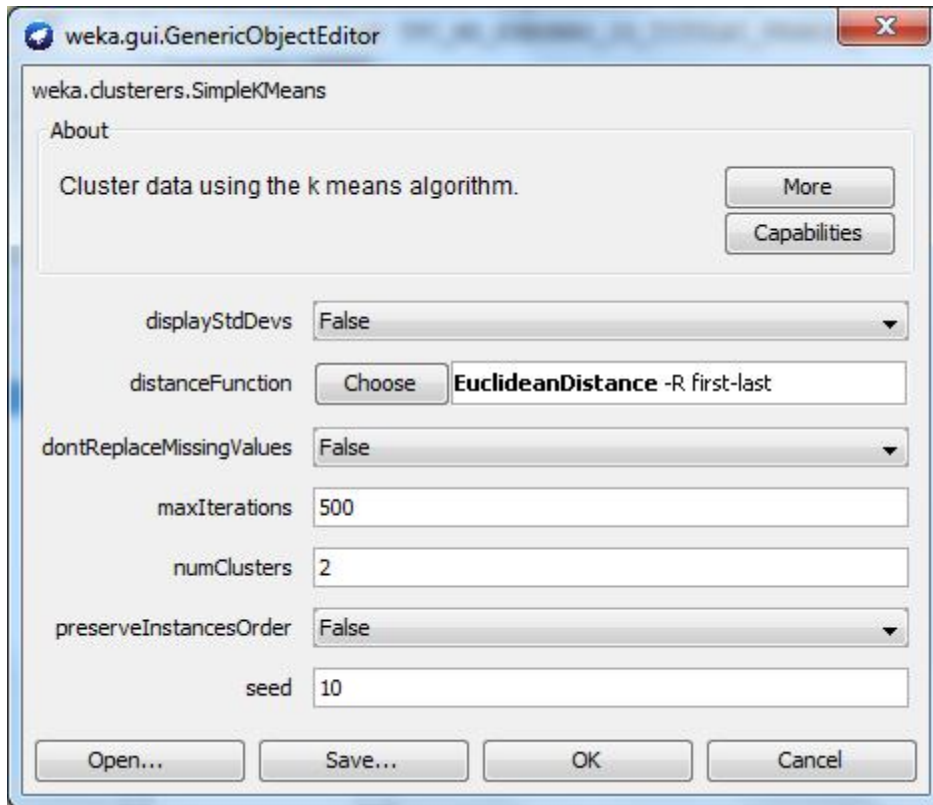 weka.gui.GenericObjectEditor
weka.clusterers.SimpleKMeans
About
Cluster data using the k means algorithm.
More
Capabilities
displayStdDevs False
distanceFunction Choose EuclideanDistance -R first-last
dontReplaceMissingValues False
maxIterations 500
numClusters 2
preserveInstancesOrder False
seed 10
Open... Save... OK Cancel